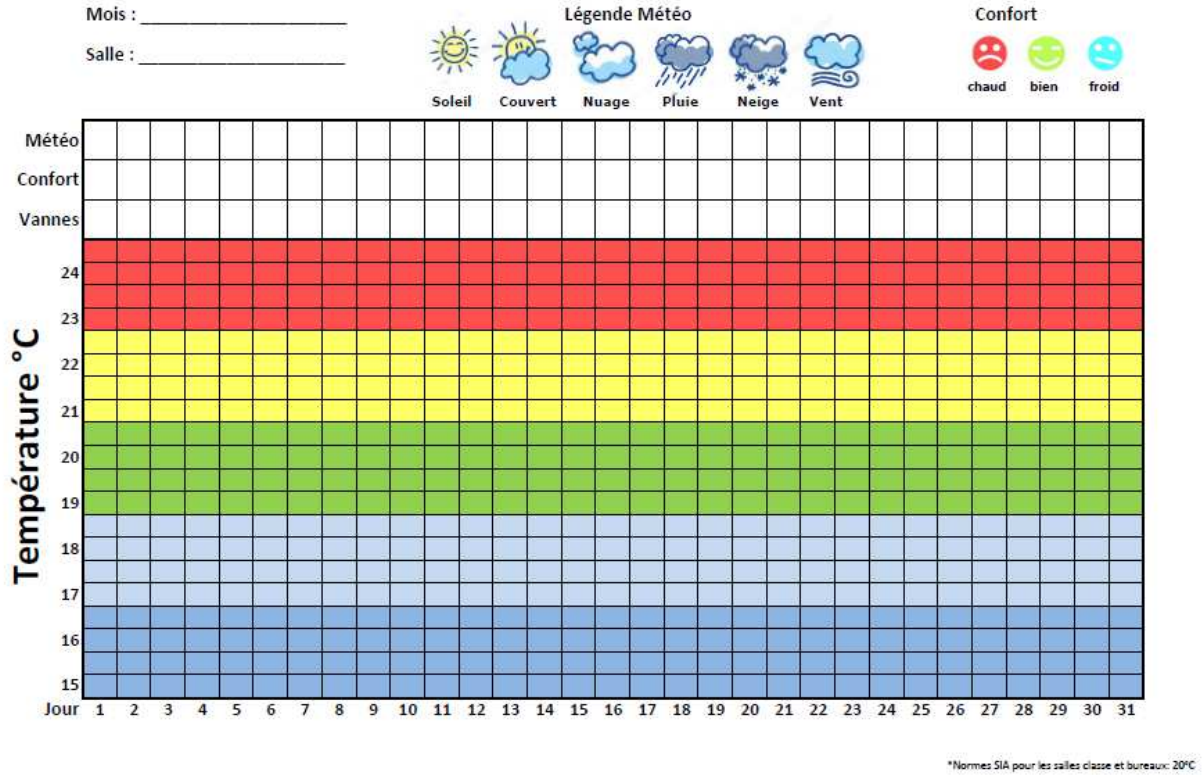 Mois : ____________________
Légende Météo
Confort
Salle : ____________________
chaud bien froid
Soleil Couvert Nuage Pluie Neige Vent
Météo
Confort
Vannes
24
23
22
21
20
19
18
17
16
15
Température °C
Jour 1 2 3 4 5 6 7 8 9 10 11 12 13 14 15 16 17 18 19 20 21 22 23 24 25 26 27 28 29 30 31
*Normes SIA pour les salles classe et bureaux: 20°C